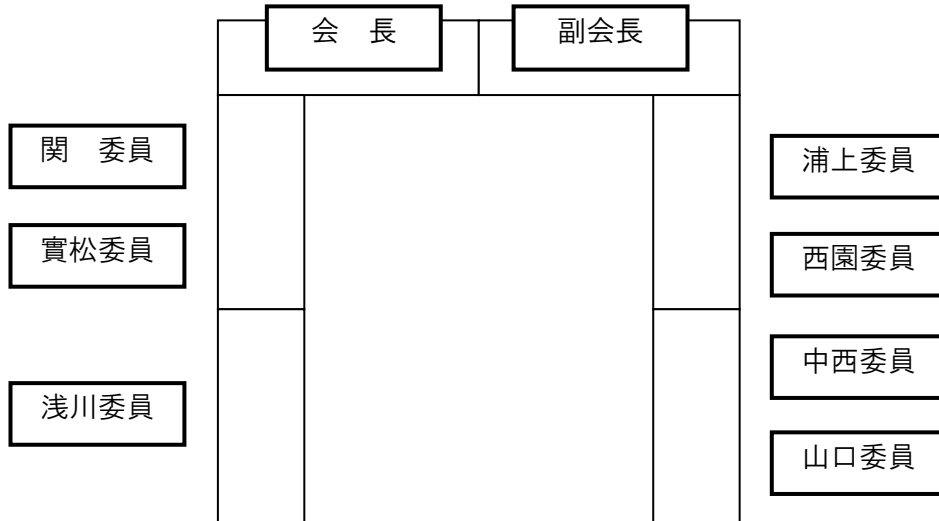 会　長
副会長
関　委員
實松委員
浅川委員
浦上委員
西園委員
中西委員
山口委員